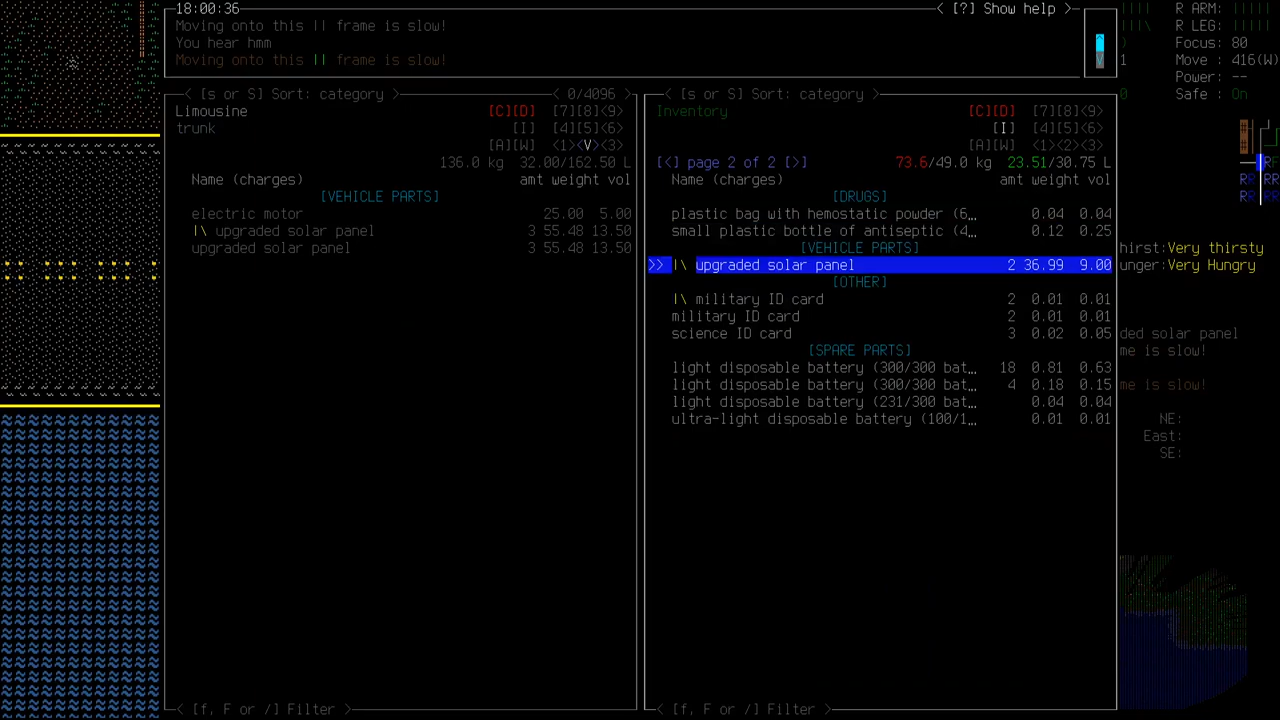 18:00:36
< [?] Show help >
Moving onto this || frame is slow!
You hear hmm
Moving onto this || frame is slow!
< [s or S] Sort: category >
< 0/4096 >
Limousine
[C][D] [7][8]<9>
trunk
[I] [4][5]<6>
[A][W] <1><V><3>
136.0 kg 32.00/162.50 L
Name (charges) amt weight vol
[VEHICLE PARTS]
electric motor 25.00 5.00
|\ upgraded solar panel 3 55.48 13.50
upgraded solar panel 3 55.48 13.50
< [f, F or /] Filter >
< [s or S] Sort: category >
Inventory
[C][D] [7][8]<9>
[I] [4][5]<6>
[A][W] <1><2><3>
[<] page 2 of 2 [>] 73.6/49.0 kg 23.51/30.75 L
Name (charges) amt weight vol
[DRUGS]
plastic bag with hemostatic powder (6… 0.04 0.04
small plastic bottle of antiseptic (4… 0.12 0.25
[VEHICLE PARTS]
>> |\ upgraded solar panel 2 36.99 9.00
[OTHER]
|\ military ID card 2 0.01 0.01
military ID card 2 0.01 0.01
science ID card 3 0.02 0.05
[SPARE PARTS]
light disposable battery (300/300 bat… 18 0.81 0.63
light disposable battery (300/300 bat… 4 0.18 0.15
light disposable battery (231/300 bat… 0.04 0.04
ultra-light disposable battery (100/1… 0.01 0.01
< [f, F or /] Filter >
R ARM:
R LEG:
Focus: 80
1 Move : 416(W)
Power: --
0 Safe : On
hirst:Very thirsty
unger:Very Hungry
ded solar panel
me is slow!
me is slow!
NE:
East:
SE: